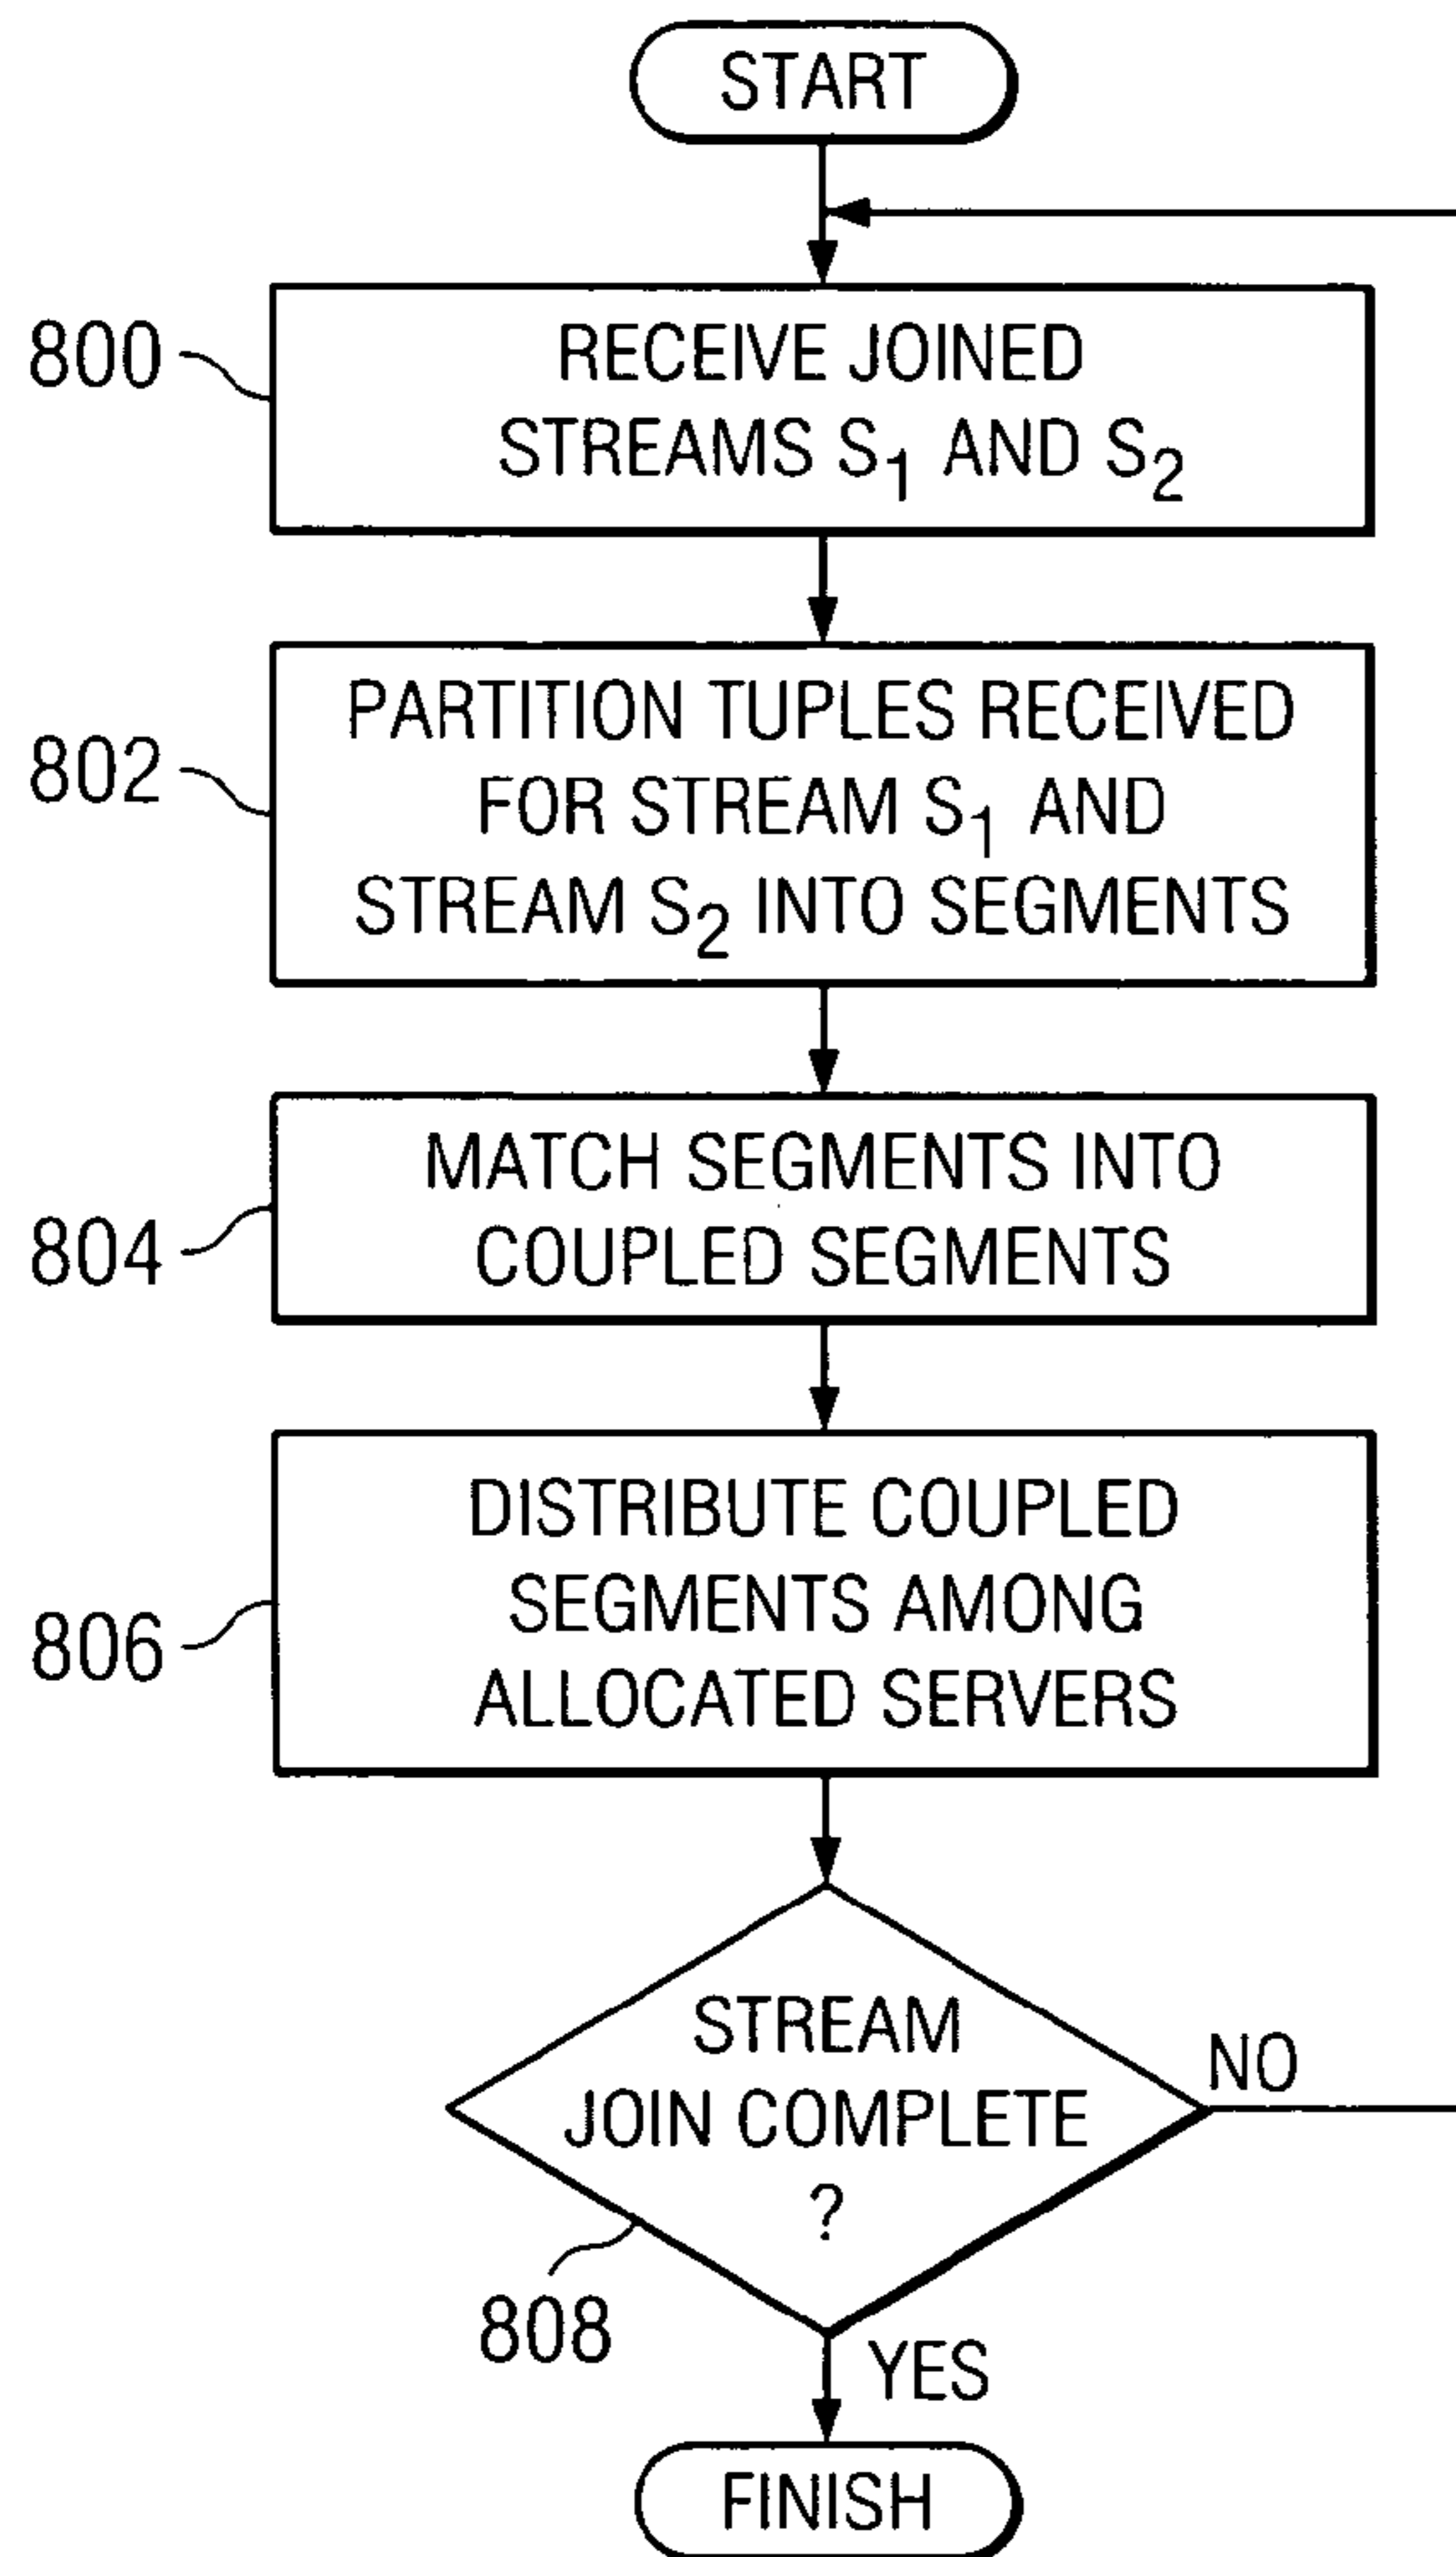 START
800
RECEIVE JOINED
STREAMS S1 AND S2
802
PARTITION TUPLES RECEIVED
FOR STREAM S1 AND
STREAM S2 INTO SEGMENTS
804
MATCH SEGMENTS INTO
COUPLED SEGMENTS
806
DISTRIBUTE COUPLED
SEGMENTS AMONG
ALLOCATED SERVERS
STREAM
JOIN COMPLETE
?
NO
808
YES
FINISH